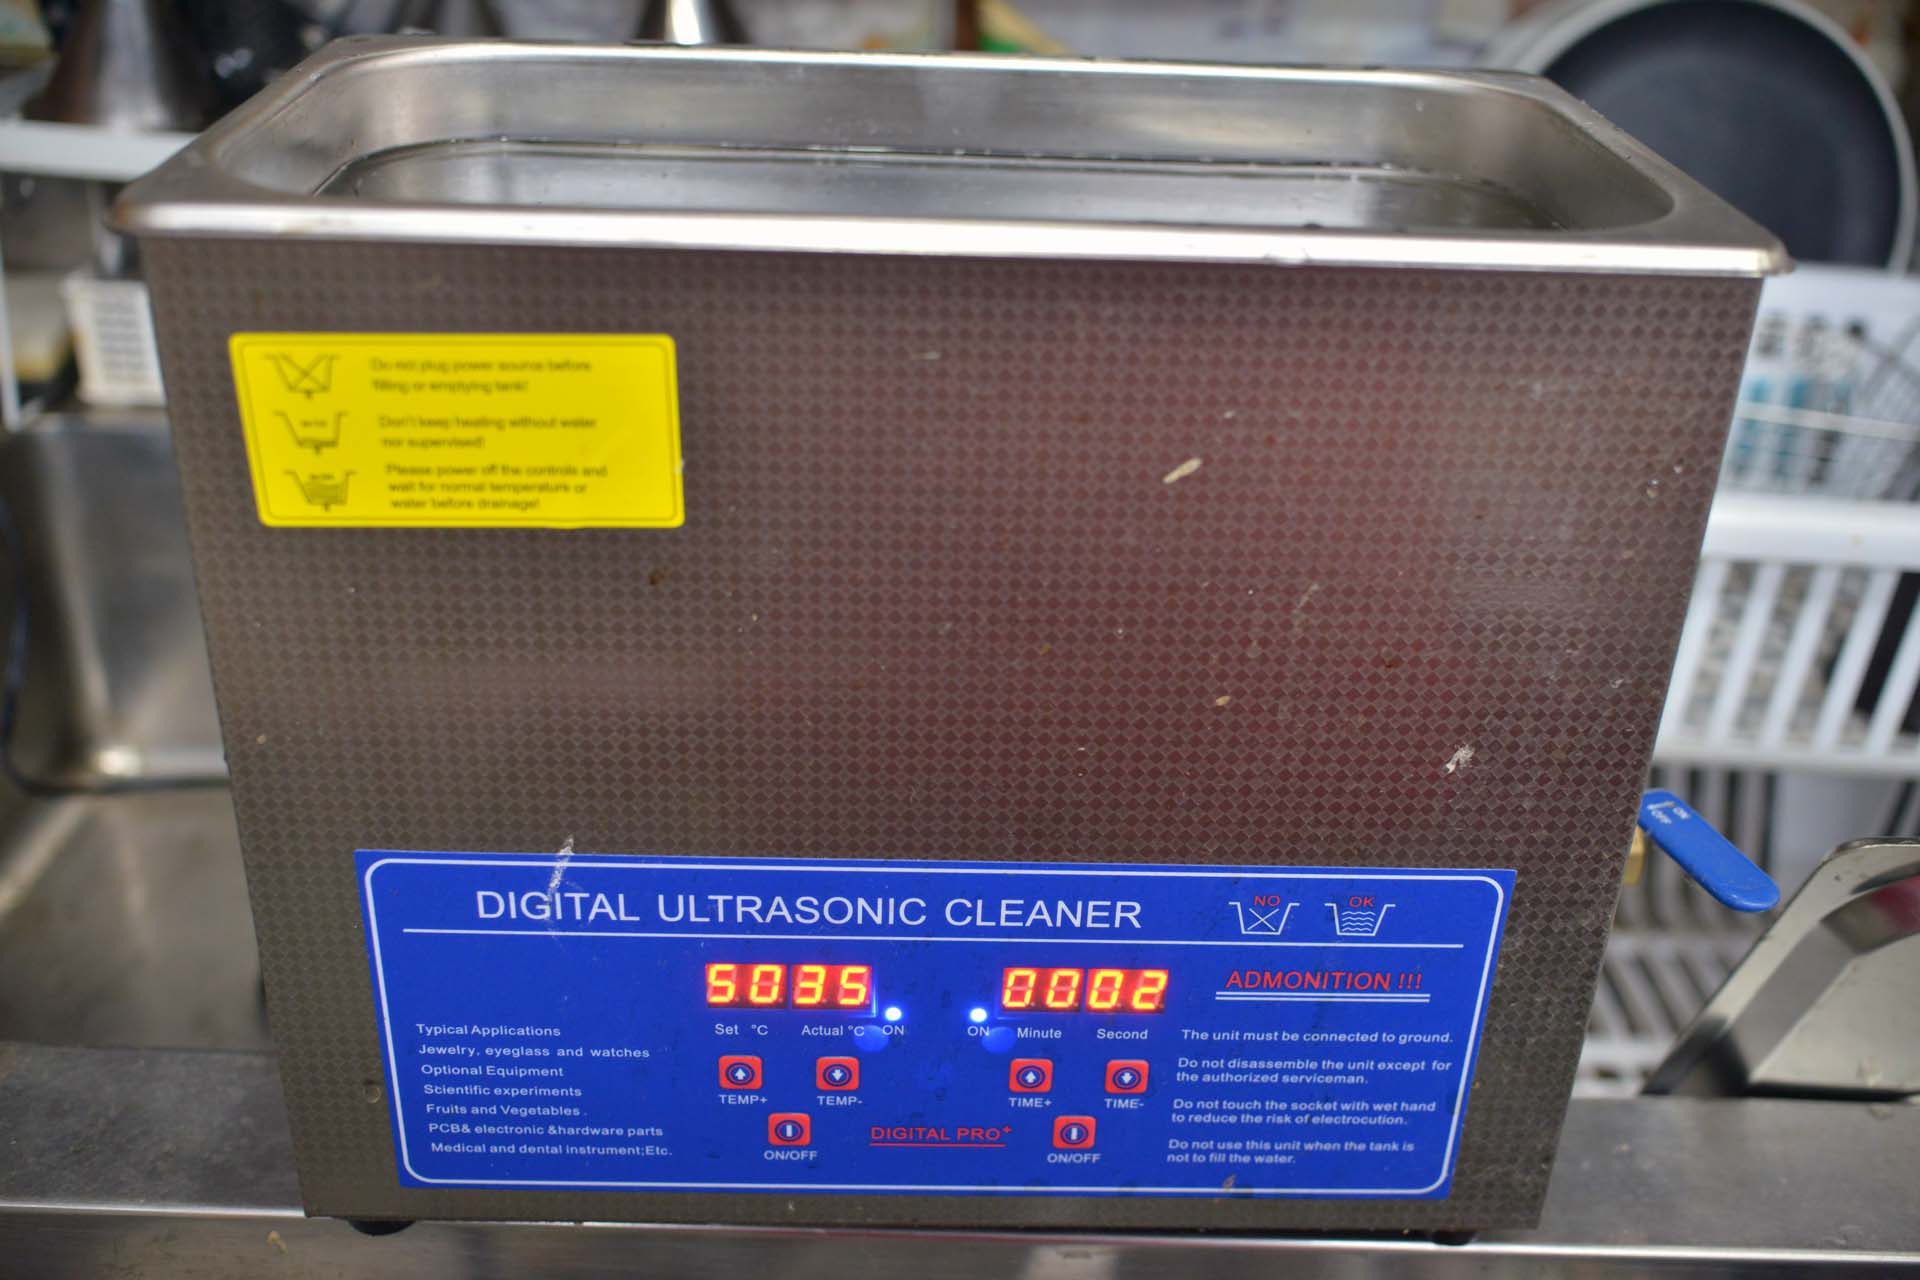 Do not plug power source before
filling or emptying tank!
Don't keep heating without water
nor supervised!
Please power off the controls and
wait for normal temperature or
water before drainage!
DIGITAL ULTRASONIC CLEANER
NO OK
5035
0002
ADMONITION !!!
Set °C Actual °C ON
ON Minute Second
TEMP+ TEMP-
TIME+ TIME-
ON/OFF
DIGITAL PRO+
ON/OFF
Typical Applications
Jewelry, eyeglass and watches
Optional Equipment
Scientific experiments
Fruits and Vegetables .
PCB& electronic &hardware parts
Medical and dental instrument;Etc.
The unit must be connected to ground.
Do not disassemble the unit except for
the authorized serviceman.
Do not touch the socket with wet hand
to reduce the risk of electrocution.
Do not use this unit when the tank is
not to fill the water.
ON
OFF